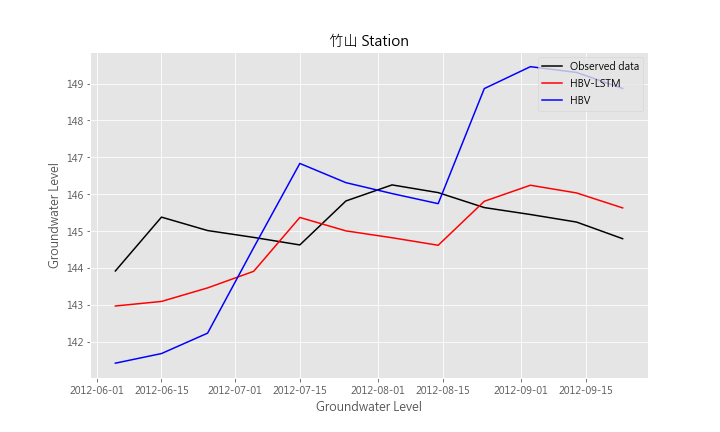 竹山 Station
Observed data
HBV-LSTM
HBV
149
148
147
146
145
144
143
142
Groundwater Level
2012-06-01 2012-06-15 2012-07-01 2012-07-15 2012-08-01 2012-08-15 2012-09-01 2012-09-15
Groundwater Level